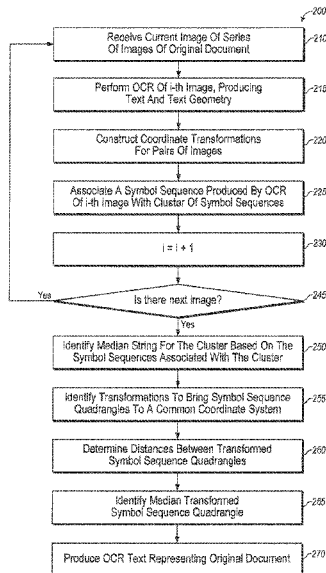 200
Receive Current Image Of Series
Of Images Of Original Document
210
Perform OCR Of i-th Image, Producing
Text And Text Geometry
215
Construct Coordinate Transformations
For Pairs Of Images
220
Associate A Symbol Sequence Produced By OCR
Of i-th Image With Cluster Of Symbol Sequences
225
i = i + 1
230
Yes
Is there next image?
245
Yes
Identify Median String For The Cluster Based On The
Symbol Sequences Associated With The Cluster
250
Identify Transformations To Bring Symbol Sequence
Quadrangles To A Common Coordinate System
255
Determine Distances Between Transformed
Symbol Sequence Quadrangles
260
Identify Median Transformed
Symbol Sequence Quadrangle
265
Produce OCR Text Representing Original Document
270